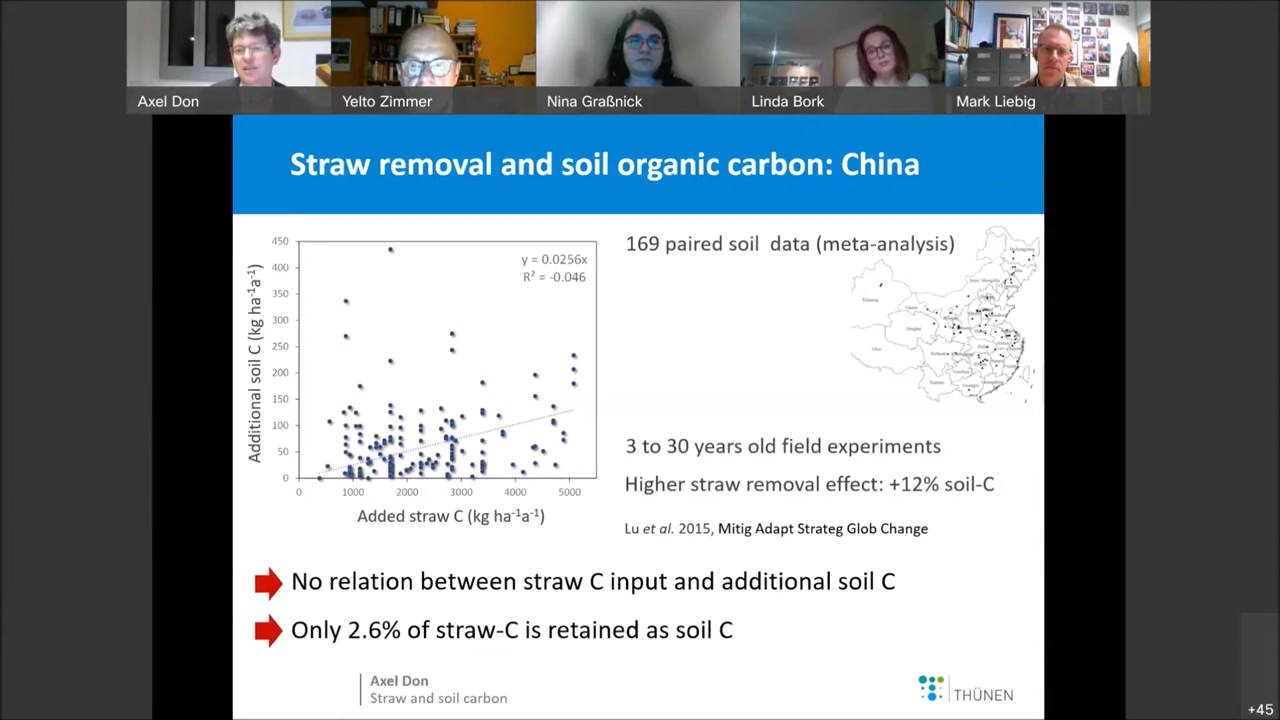 Axel Don
Yelto Zimmer
Nina Graßnick
Linda Bork
Mark Liebig
Straw removal and soil organic carbon: China
450
400
350
300
250
200
150
100
50
0
Additional soil C (kg ha⁻¹a⁻¹)
y = 0.0256x
R² = -0.046
0 1000 2000 3000 4000 5000
Added straw C (kg ha⁻¹a⁻¹)
169 paired soil data (meta-analysis)
3 to 30 years old field experiments
Higher straw removal effect: +12% soil-C
Lu et al. 2015, Mitig Adapt Strateg Glob Change
No relation between straw C input and additional soil C
Only 2.6% of straw-C is retained as soil C
Axel Don
Straw and soil carbon
THÜNEN
+45